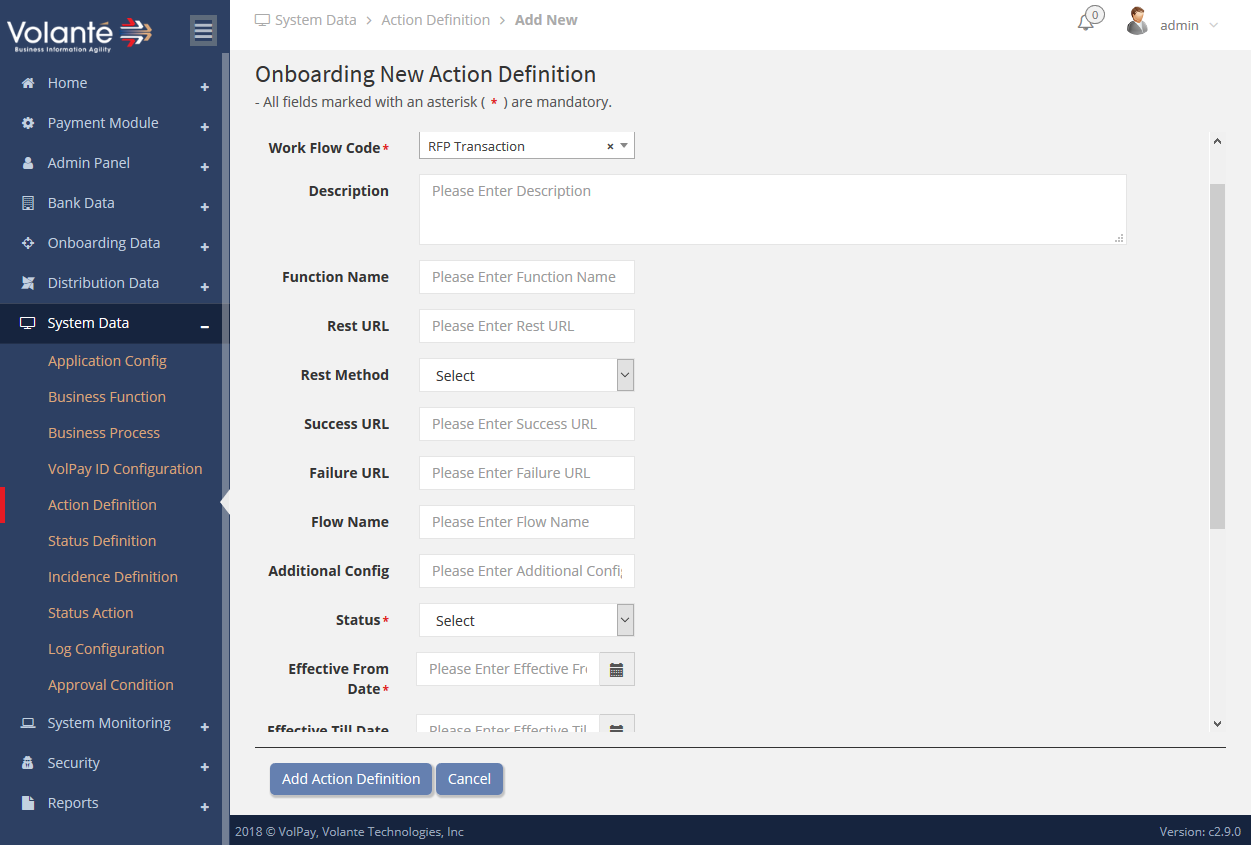 Volanté
Business Information Agility
System Data > Action Definition > Add New
0
admin
Home +
Payment Module +
Admin Panel +
Bank Data +
Onboarding Data +
Distribution Data +
System Data –
Application Config
Business Function
Business Process
VolPay ID Configuration
Action Definition
Status Definition
Incidence Definition
Status Action
Log Configuration
Approval Condition
System Monitoring +
Security +
Reports +
Onboarding New Action Definition
- All fields marked with an asterisk ( * ) are mandatory.
Work Flow Code* RFP Transaction ×
Description Please Enter Description
Function Name Please Enter Function Name
Rest URL Please Enter Rest URL
Rest Method Select
Success URL Please Enter Success URL
Failure URL Please Enter Failure URL
Flow Name Please Enter Flow Name
Additional Config Please Enter Additional Confi
Status* Select
Effective From Please Enter Effective Fr
Date*
Effective Till Date Please Enter Effective Til
Add Action Definition Cancel
2018 © VolPay, Volante Technologies, Inc Version: c2.9.0